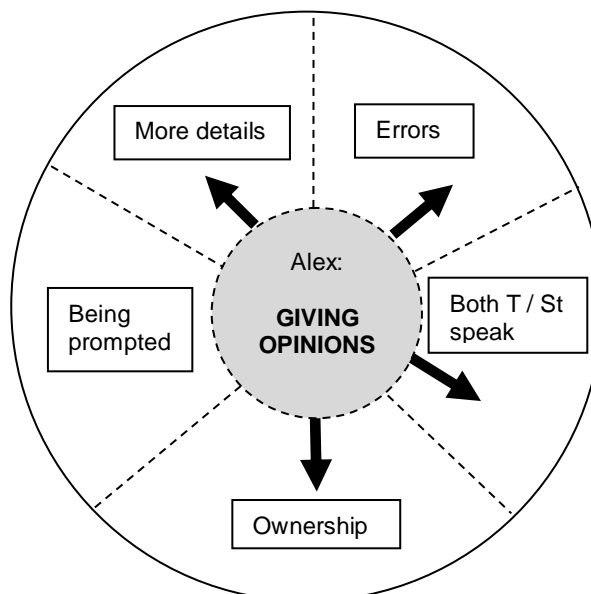 More details
Errors
Alex:
GIVING
OPINIONS
Being
prompted
Both T / St
speak
Ownership